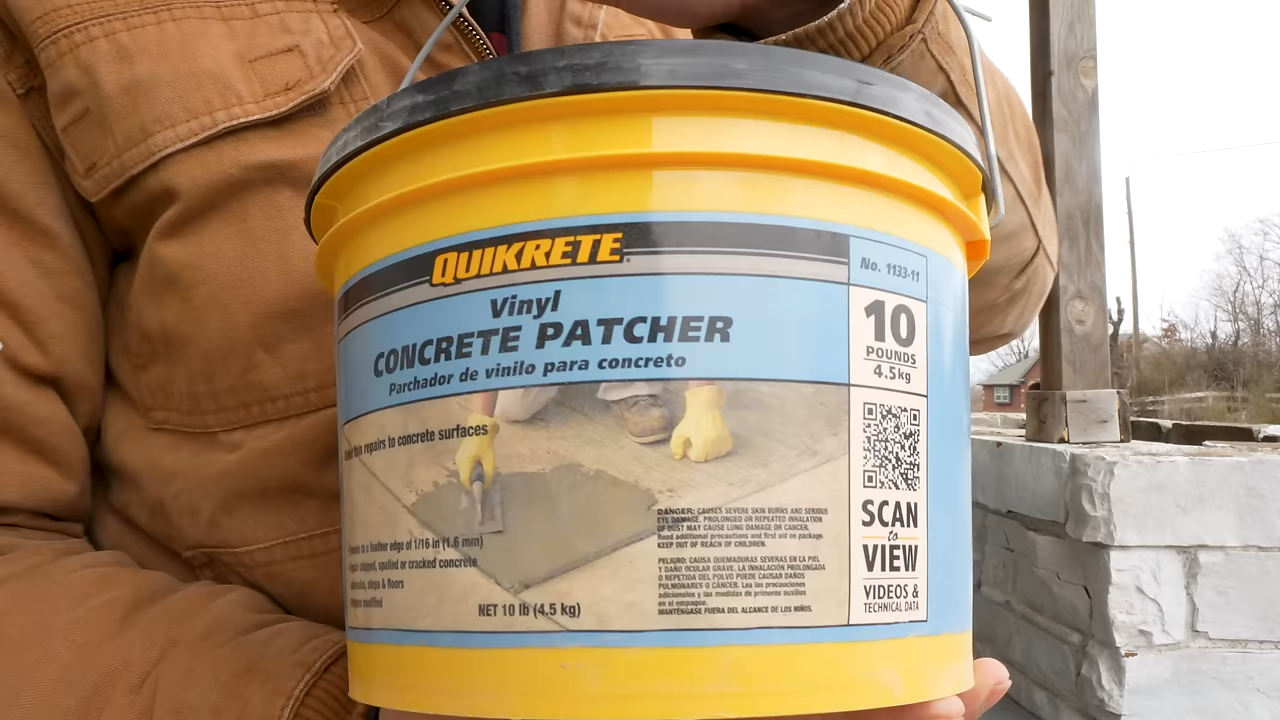 QUIKRETE
No. 1133-11
Vinyl
CONCRETE PATCHER
Parchador de vinilo para concreto
10
POUNDS
4.5kg
thin repairs to concrete surfaces
to a feather edge of 1/16 in (1.6 mm)
chipped, spalled or cracked concrete
steps & floors
modified
NET 10 lb (4.5 kg)
DANGER: CAUSES SEVERE SKIN BURNS AND SERIOUS
EYE DAMAGE. PROLONGED OR REPEATED INHALATION
OF DUST MAY CAUSE LUNG DAMAGE OR CANCER.
Read additional precautions and first aid on package.
KEEP OUT OF REACH OF CHILDREN.
PELIGRO: CAUSA QUEMADURAS SEVERAS EN LA PIEL
Y DAÑO OCULAR GRAVE. LA INHALACIÓN PROLONGADA
O REPETIDA DEL POLVO PUEDE CAUSAR DAÑOS
PULMONARES O CÁNCER. Lea las precauciones
adicionales y las medidas de primeros auxilios
en el empaque.
MANTÉNGASE FUERA DEL ALCANCE DE LOS NIÑOS.
SCAN
to
VIEW
VIDEOS &
TECHNICAL DATA